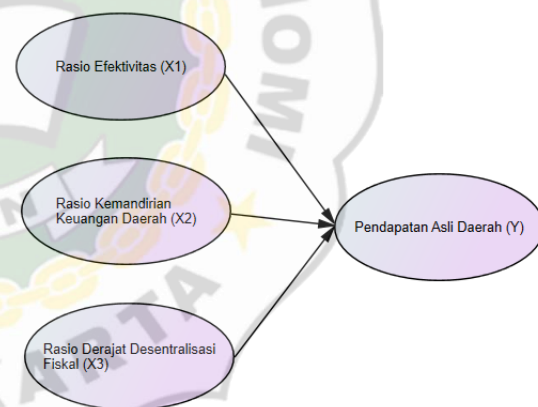 Rasio Efektivitas (X1)
Rasio Kemandirian
Keuangan Daerah (X2)
Pendapatan Asli Daerah (Y)
Rasio Derajat Desentralisasi
Fiskal (X3)